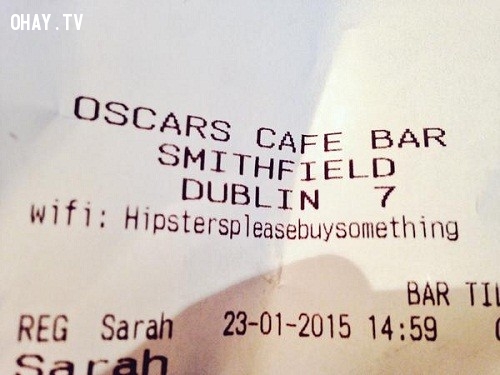 OHAY.TV
OSCARS CAFE BAR
SMITHFIELD
DUBLIN 7
wifi: Hipsterspleasebuysomething
BAR
REG Sarah 23-01-2015 14:59
Sarah